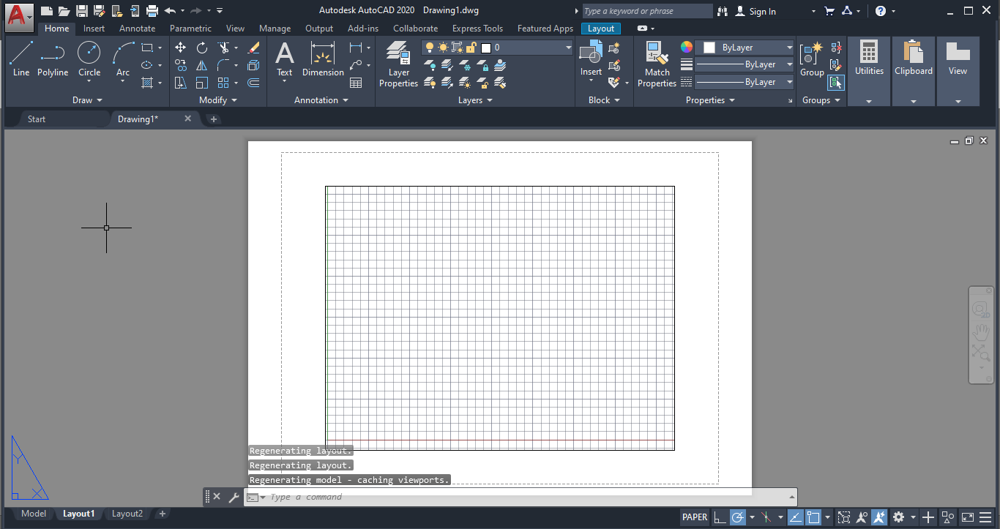 Autodesk AutoCAD 2020 Drawing1.dwg
Type a keyword or phrase
Sign In
Home Insert Annotate Parametric View Manage Output Add-ins Collaborate Express Tools Featured Apps Layout
Line Polyline Circle Arc
Draw
Modify
Text Dimension
Annotation
Layer
Properties
0
Layers
Insert
Block
Match
Properties
ByLayer
ByLayer
ByLayer
Properties
Group
Groups
Utilities
Clipboard
View
Start Drawing1*
Regenerating layout.
Regenerating layout.
Regenerating model - caching viewports.
Type a command
Y
X
2D
Model Layout1 Layout2
PAPER